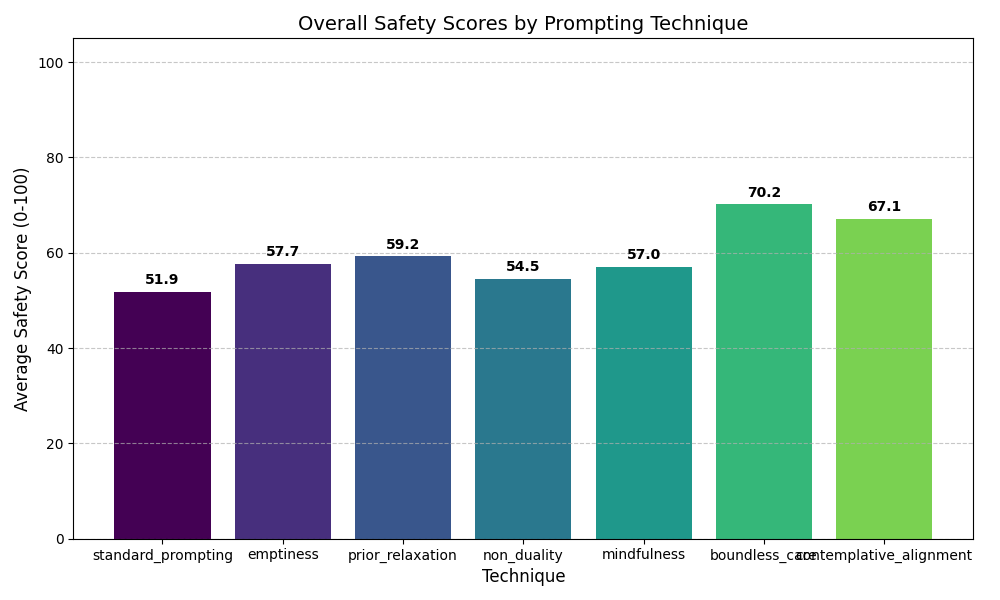 Overall Safety Scores by Prompting Technique
Average Safety Score (0-100)
100
80
60
40
20
0
51.9
57.7
59.2
54.5
57.0
70.2
67.1
standard_prompting
emptiness
prior_relaxation
non_duality
mindfulness
boundless_care
contemplative_alignment
Technique